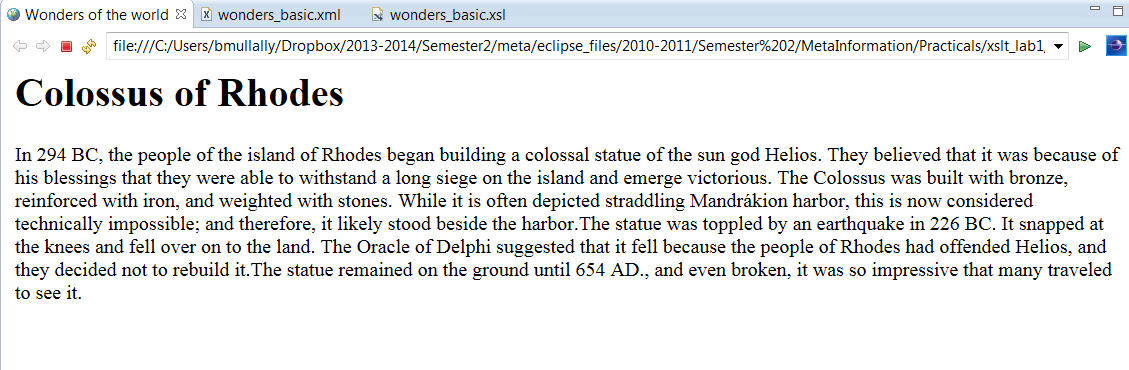 Wonders of the world
wonders_basic.xml
wonders_basic.xsl
file:///C:/Users/bmullally/Dropbox/2013-2014/Semester2/meta/eclipse_files/2010-2011/Semester%202/MetaInformation/Practicals/xslt_lab1,
Colossus of Rhodes
In 294 BC, the people of the island of Rhodes began building a colossal statue of the sun god Helios. They believed that it was because of
his blessings that they were able to withstand a long siege on the island and emerge victorious. The Colossus was built with bronze,
reinforced with iron, and weighted with stones. While it is often depicted straddling Mandrákion harbor, this is now considered
technically impossible; and therefore, it likely stood beside the harbor.The statue was toppled by an earthquake in 226 BC. It snapped at
the knees and fell over on to the land. The Oracle of Delphi suggested that it fell because the people of Rhodes had offended Helios, and
they decided not to rebuild it.The statue remained on the ground until 654 AD., and even broken, it was so impressive that many traveled
to see it.